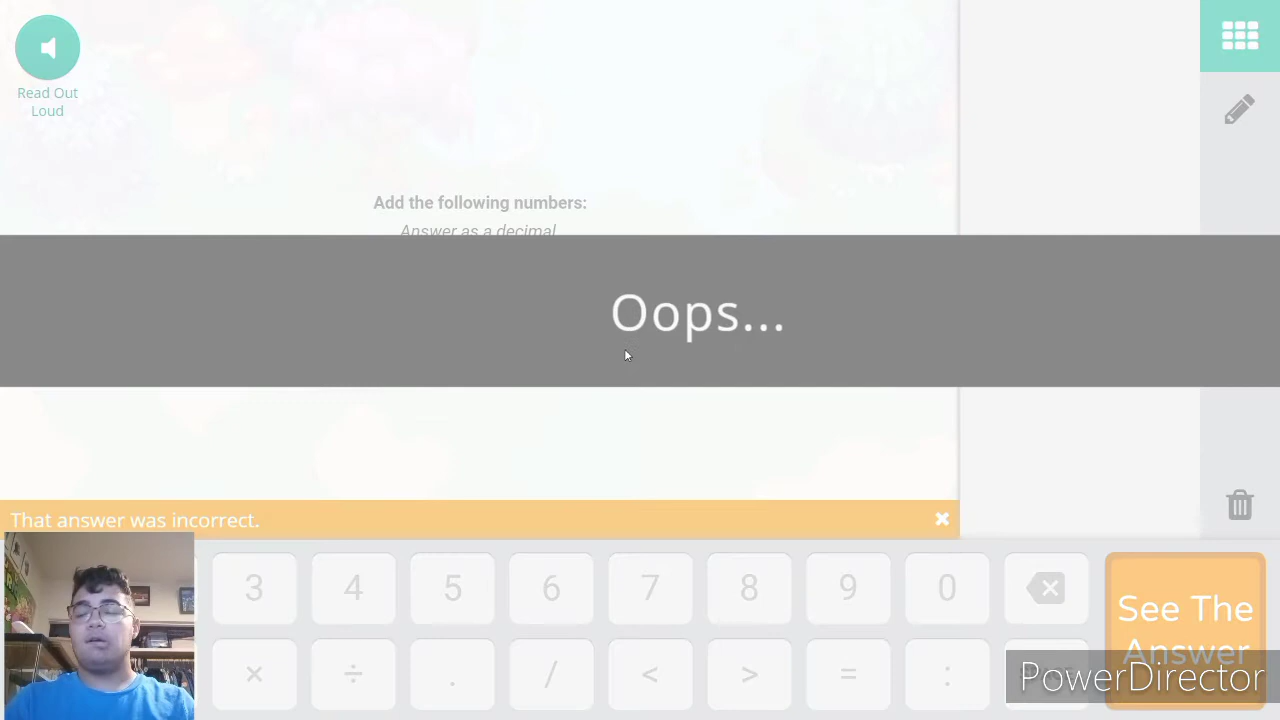 Read Out
Loud
Add the following numbers:
Answer as a decimal
Oops...
That answer was incorrect.
3 4 5 6 7 8 9 0
See The
Answer
× ÷ . / < > = :
PowerDirector